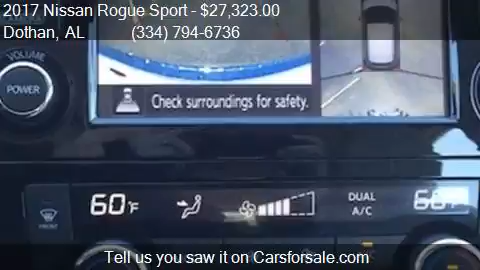 2017 Nissan Rogue Sport - $27,323.00
Dothan, AL (334) 794-6736
VOLUME
POWER
Check surroundings for safety.
60°F
DUAL
A/C
FRONT
Tell us you saw it on Carsforsale.com